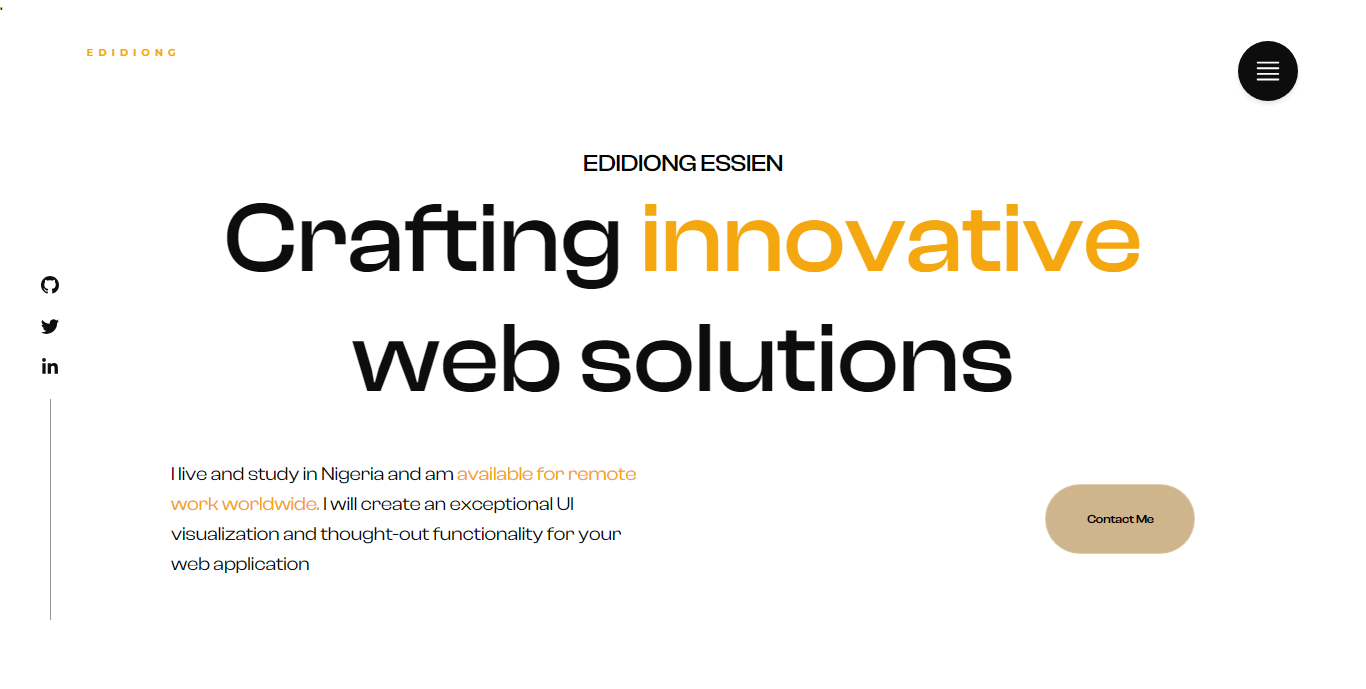 EDIDIONG
EDIDIONG ESSIEN
Crafting innovative
web solutions
I live and study in Nigeria and am available for remote
work worldwide. I will create an exceptional UI
visualization and thought-out functionality for your
web application
Contact Me